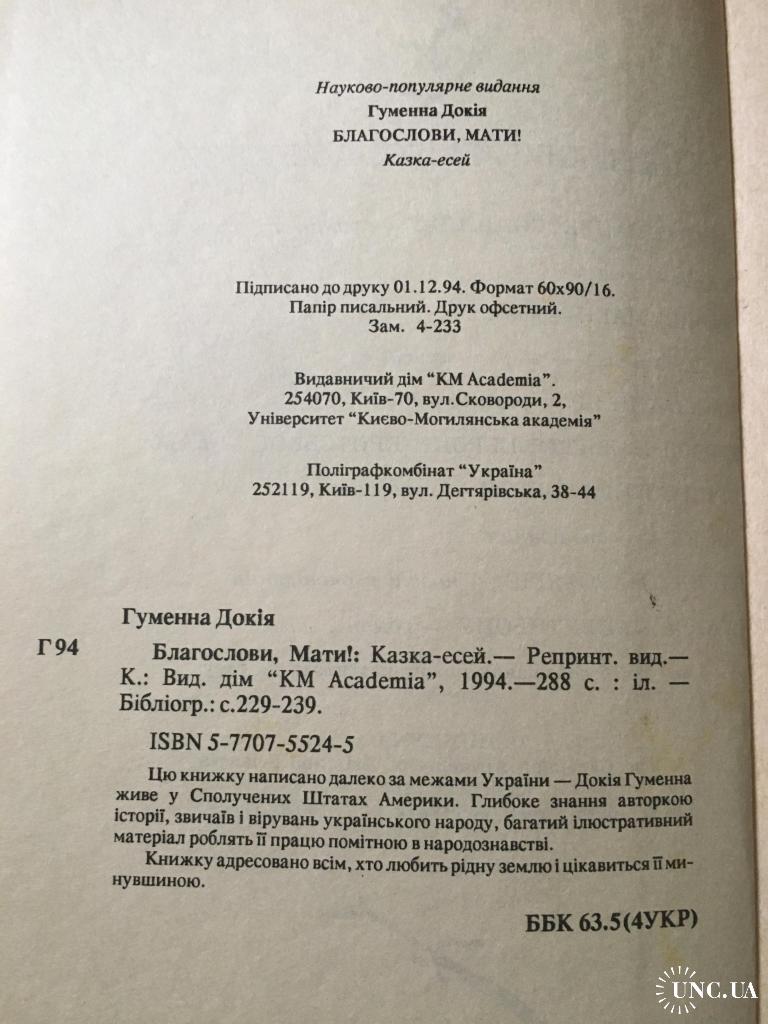 Науково-популярне видання
Гуменна Докія
БЛАГОСЛОВИ, МАТИ!
Казка-есей
Підписано до друку 01.12.94. Формат 60х90/16.
Папір писальний. Друк офсетний.
Зам. 4-233
Видавничий дім “КМ Academia”.
254070, Київ-70, вул.Сковороди, 2,
Університет “Києво-Могилянська академія”
Поліграфкомбінат “Україна”
252119, Київ-119, вул. Дегтярівська, 38-44
Гуменна Докія
Г 94
Благослови, Мати!: Казка-есей.— Репринт. вид.—
К.: Вид. дім “КМ Academia”, 1994.—288 с. : іл. —
Бібліогр.: с.229-239.
ISBN 5-7707-5524-5
Цю книжку написано далеко за межами України — Докія Гуменна
живе у Сполучених Штатах Америки. Глибоке знання авторкою
історії, звичаїв і вірувань українського народу, багатий ілюстративний
матеріал роблять її працю помітною в народознавстві.
Книжку адресовано всім, хто любить рідну землю і цікавиться її ми-
нувшиною.
ББК 63.5(4УКР)
UNC.UA